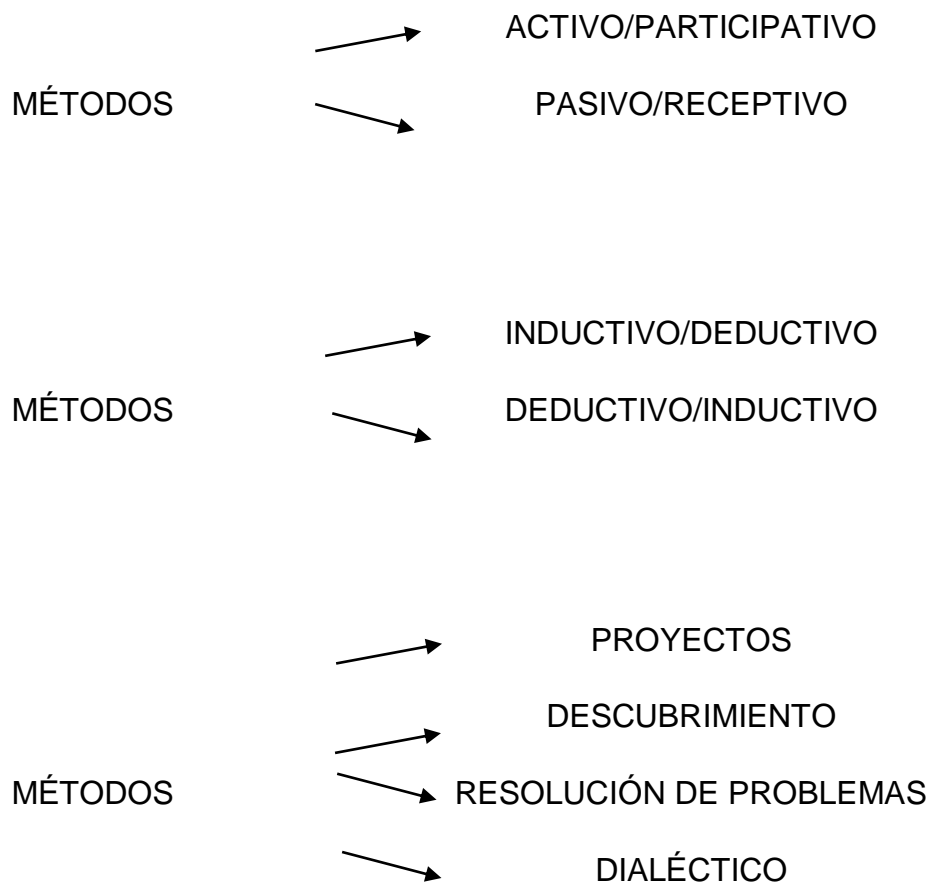 ACTIVO/PARTICIPATIVO
MÉTODOS PASIVO/RECEPTIVO
INDUCTIVO/DEDUCTIVO
MÉTODOS DEDUCTIVO/INDUCTIVO
PROYECTOS
DESCUBRIMIENTO
MÉTODOS RESOLUCIÓN DE PROBLEMAS
DIALÉCTICO